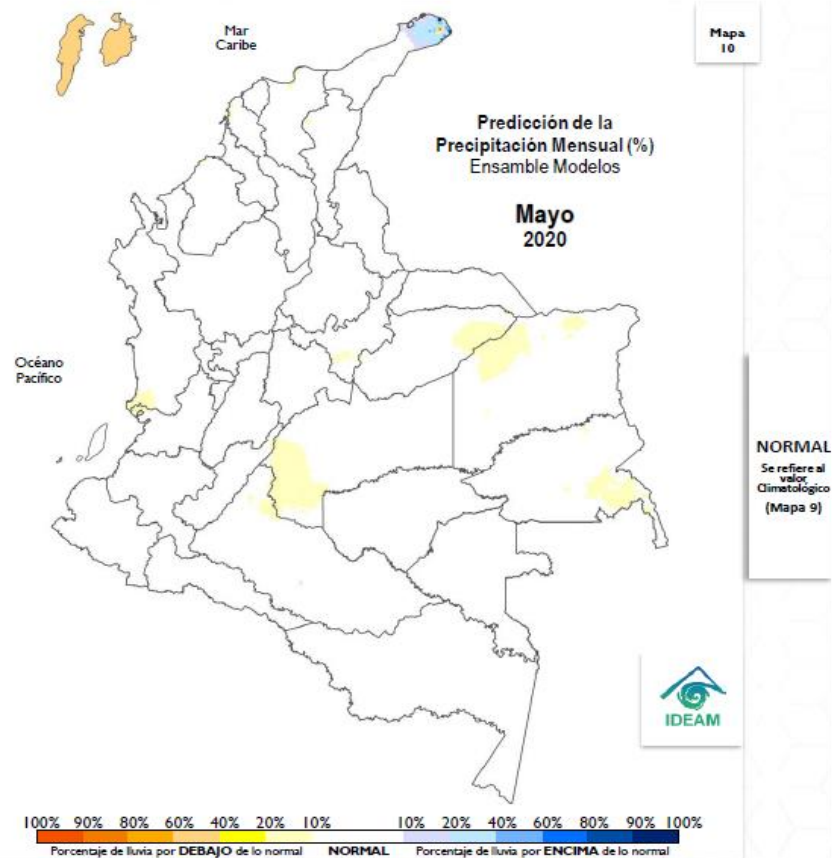 Mar
Caribe
Mapa
10
Predicción de la
Precipitación Mensual (%)
Ensamble Modelos
Mayo
2020
Océano
Pacífico
NORMAL
Se refiere al
valor
Climatológico
(Mapa 9)
IDEAM
100% 90% 80% 60% 40% 20% 10% 10% 20% 40% 60% 80% 90% 100%
Porcentaje de lluvia por DEBAJO de lo normal NORMAL Porcentaje de lluvia por ENCIMA de lo normal